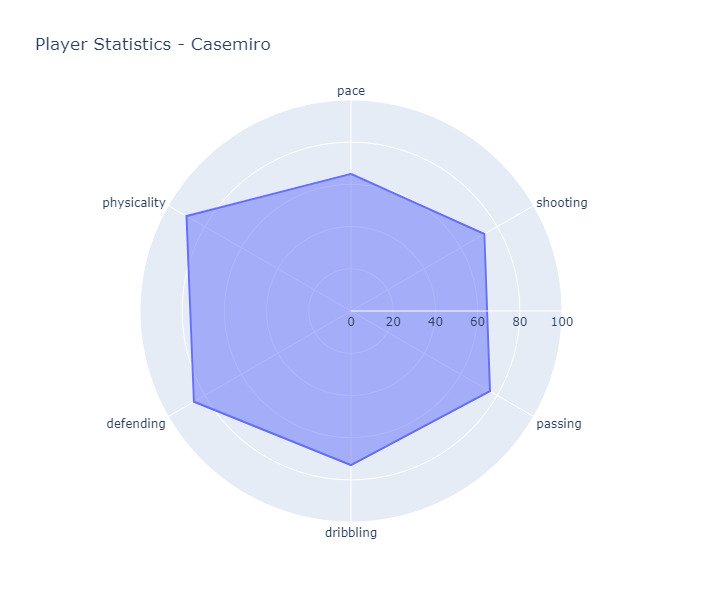 Player Statistics - Casemiro
pace
physicality
shooting
0 20 40 60 80 100
defending
passing
dribbling